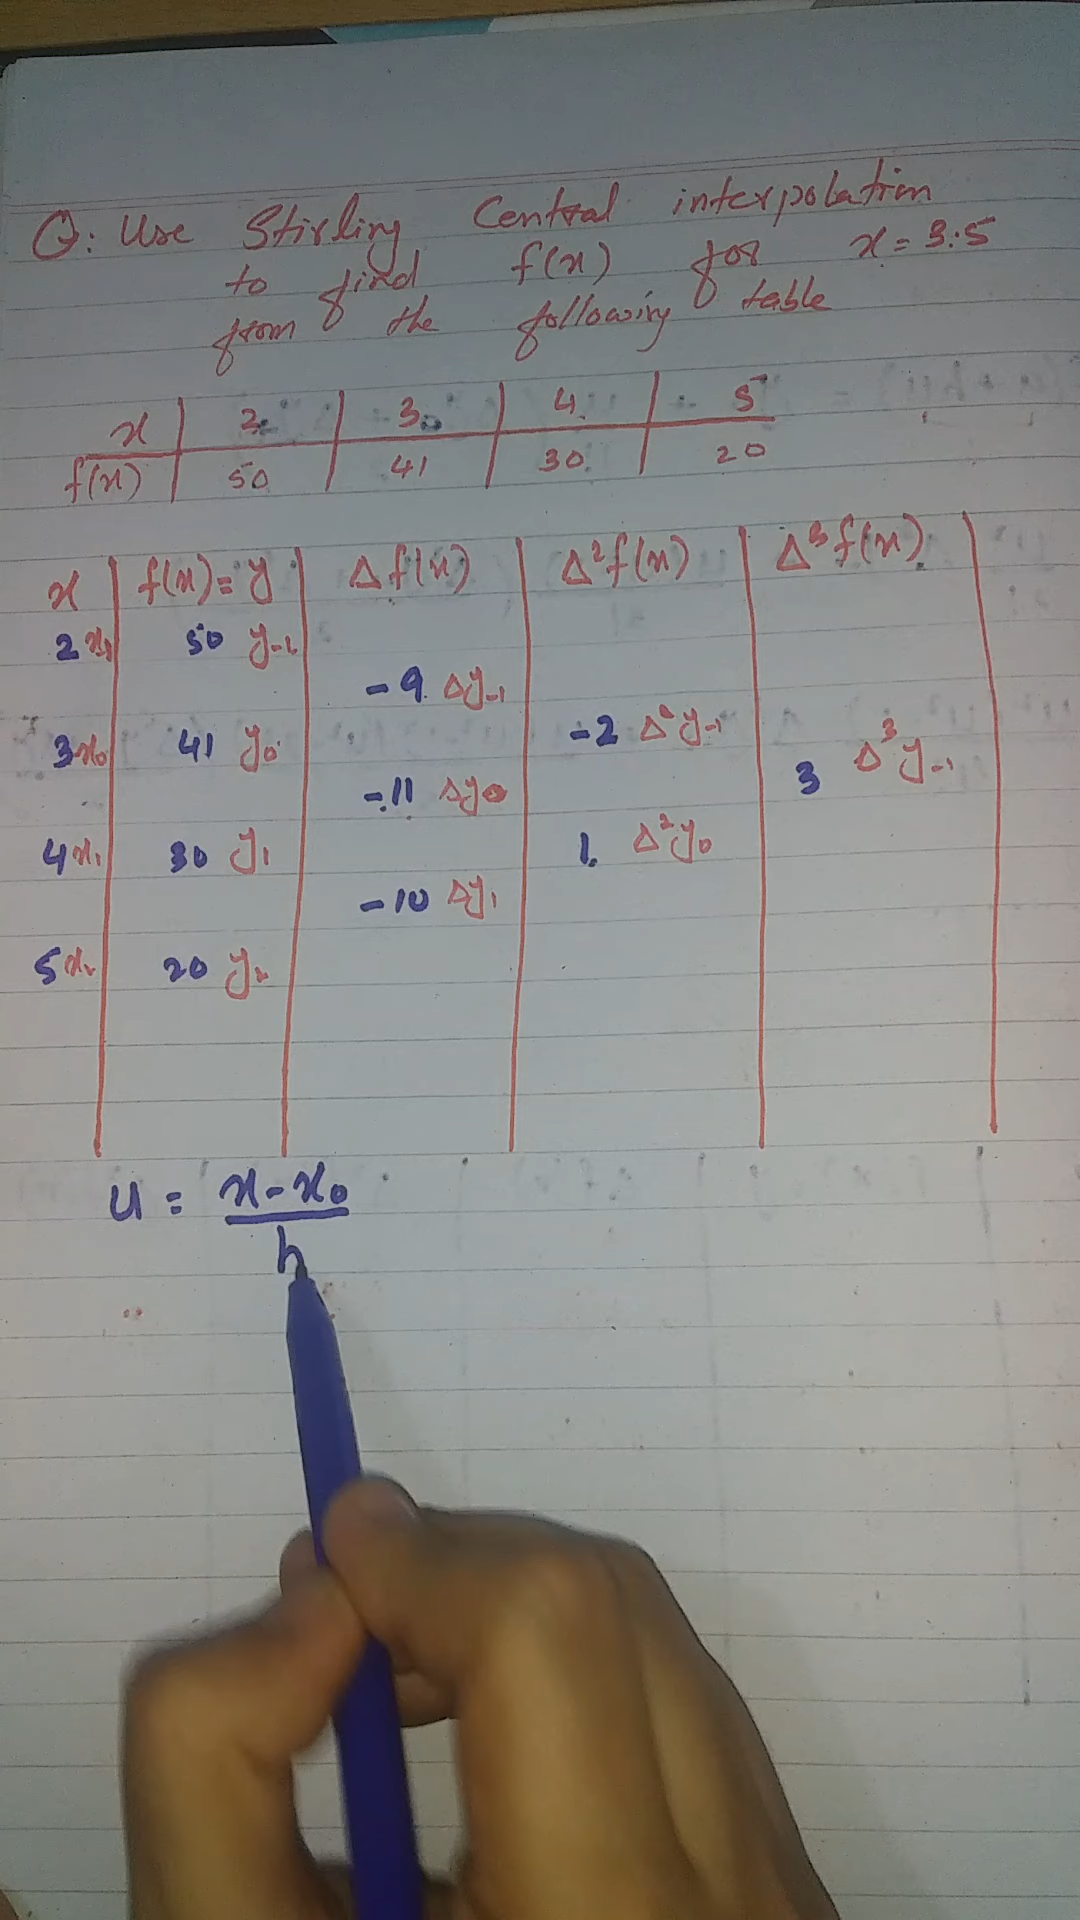 Q: Use Stirling Central interpolation
to find f(x) for x = 3.5
from the following table
x | 2 | 3 | 4 | 5
f(x) | 50 | 41 | 30 | 20
x | f(x) = y | Δf(x) | Δ²f(x) | Δ³f(x)
2 50 y₋₁
-9 Δy₋₁
3 x₀ 41 y₀ -2 Δ²y₋₁
3 Δ³y₋₁
-11 Δy₀
4 x₁ 30 y₁ 1 Δ²y₀
-10 Δy₁
5 x₂ 20 y₂
u = x - x₀
h